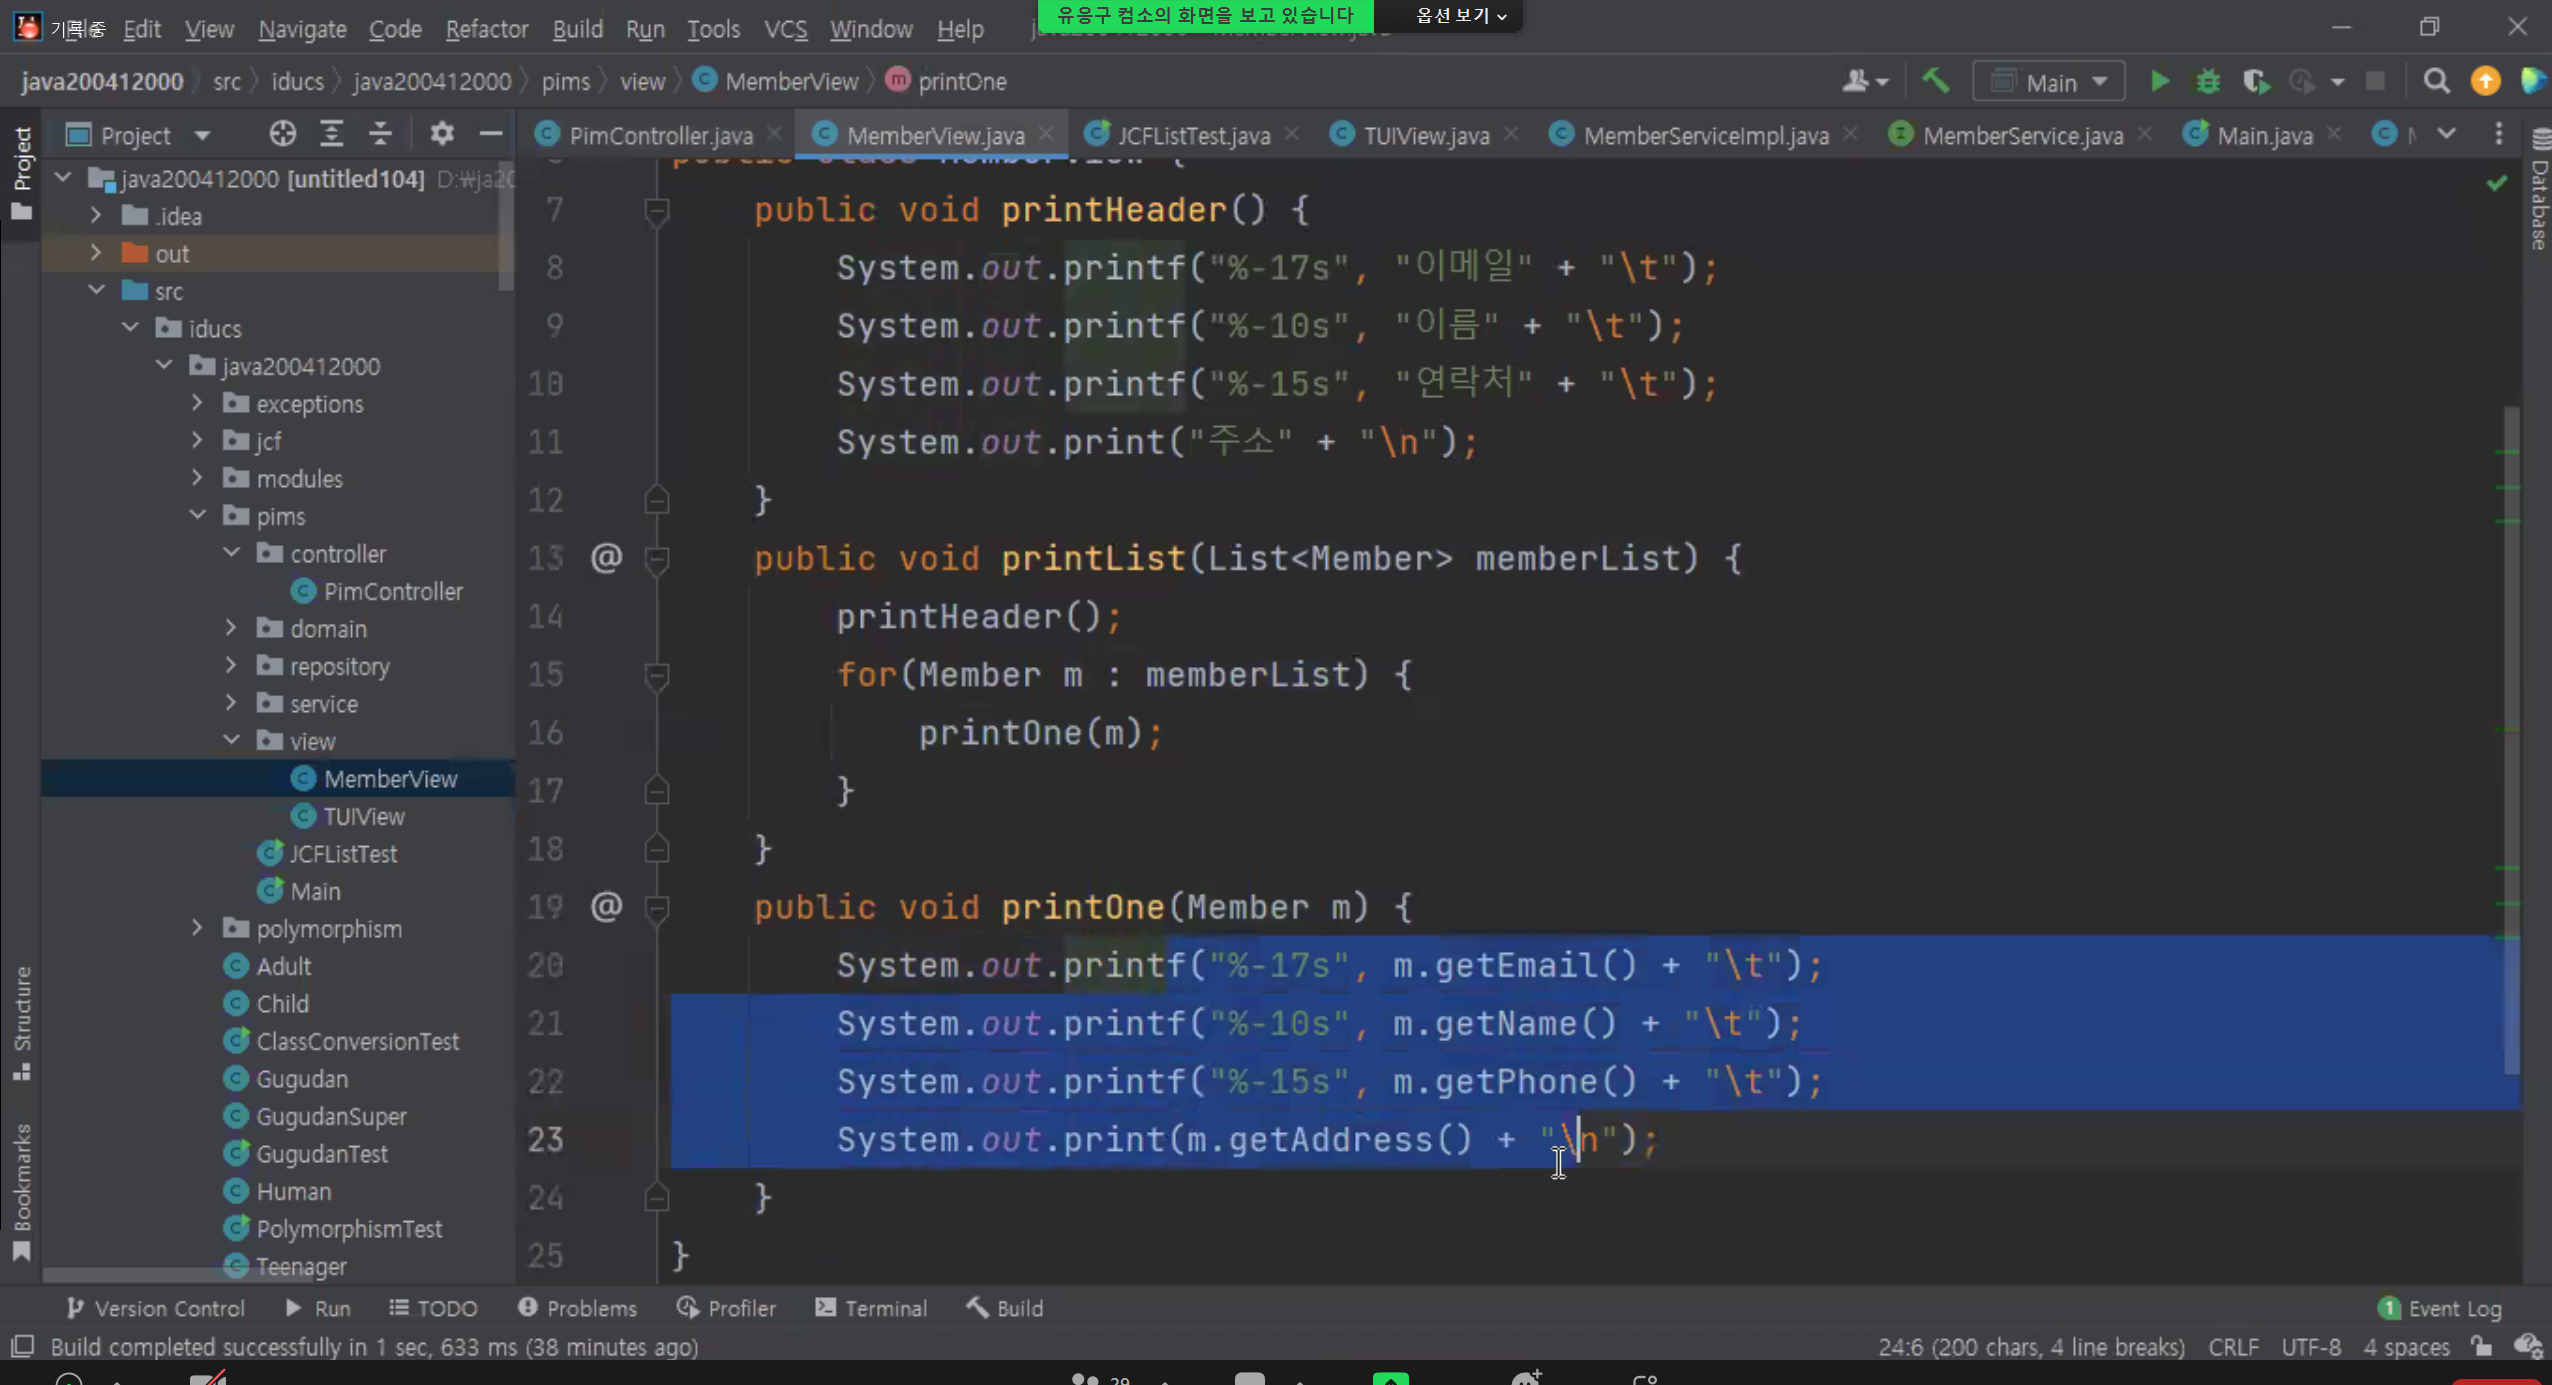 기록 중
File Edit View Navigate Code Refactor Build Run Tools VCS Window Help
유응구 컴소의 화면을 보고 있습니다
옵션 보기
java200412000 src iducs java200412000 pims view MemberView printOne
Main
Project
PimController.java MemberView.java JCFListTest.java TUIView.java MemberServiceImpl.java MemberService.java Main.java
Project
Database
java200412000 [untitled104]
.idea
out
src
iducs
java200412000
exceptions
jcf
modules
pims
controller
PimController
domain
repository
service
view
MemberView
TUIView
JCFListTest
Main
polymorphism
Adult
Child
ClassConversionTest
Gugudan
GugudanSuper
GugudanTest
Human
PolymorphismTest
Teenager
Structure
Bookmarks
7 public void printHeader() {
8 System.out.printf("%-17s", "이메일" + "\t");
9 System.out.printf("%-10s", "이름" + "\t");
10 System.out.printf("%-15s", "연락처" + "\t");
11 System.out.print("주소" + "\n");
12 }
13 @ public void printList(List<Member> memberList) {
14 printHeader();
15 for(Member m : memberList) {
16 printOne(m);
17 }
18 }
19 @ public void printOne(Member m) {
20 System.out.printf("%-17s", m.getEmail() + "\t");
21 System.out.printf("%-10s", m.getName() + "\t");
22 System.out.printf("%-15s", m.getPhone() + "\t");
23 System.out.print(m.getAddress() + "\n");
24 }
25 }
Version Control Run TODO Problems Profiler Terminal Build
1 Event Log
Build completed successfully in 1 sec, 633 ms (38 minutes ago)
24:6 (200 chars, 4 line breaks) CRLF UTF-8 4 spaces